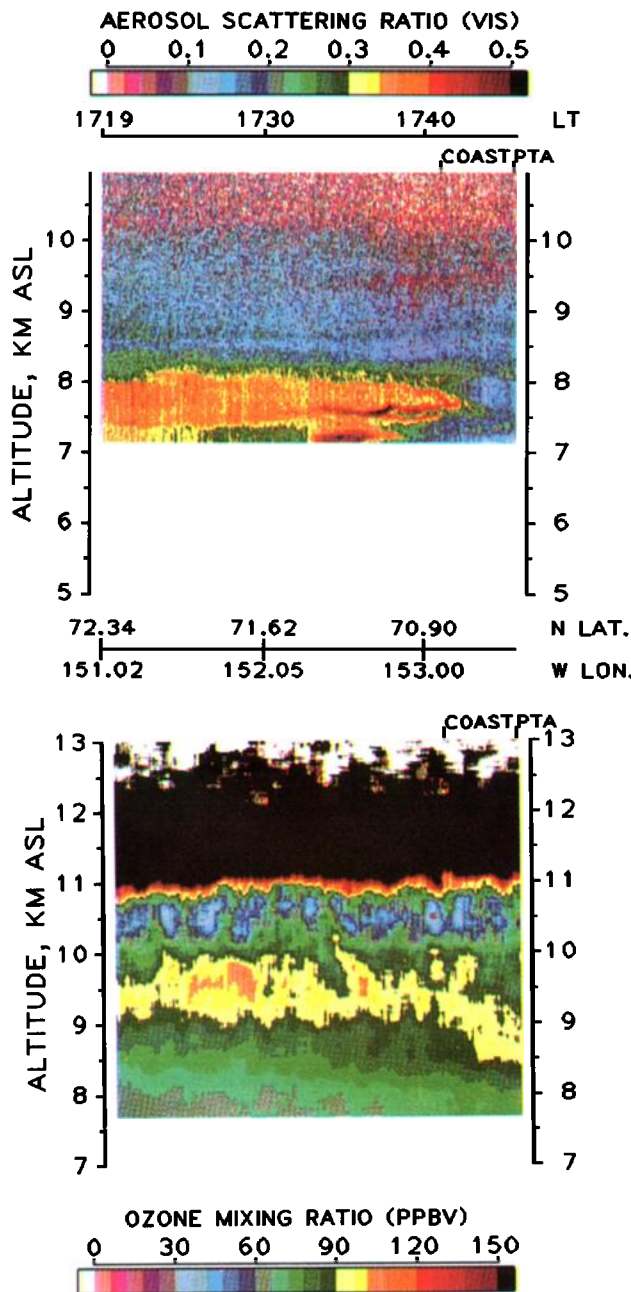 AEROSOL SCATTERING RATIO (VIS)
0 0.1 0.2 0.3 0.4 0.5
1719 1730 1740 LT
COAST PTA
ALTITUDE, KM ASL
10 10
9 9
8 8
7 7
6 6
5 5
72.34 71.62 70.90 N LAT.
151.02 152.05 153.00 W LON.
COAST PTA
ALTITUDE, KM ASL
13 13
12 12
11 11
10 10
9 9
8 8
7 7
OZONE MIXING RATIO (PPBV)
0 30 60 90 120 150